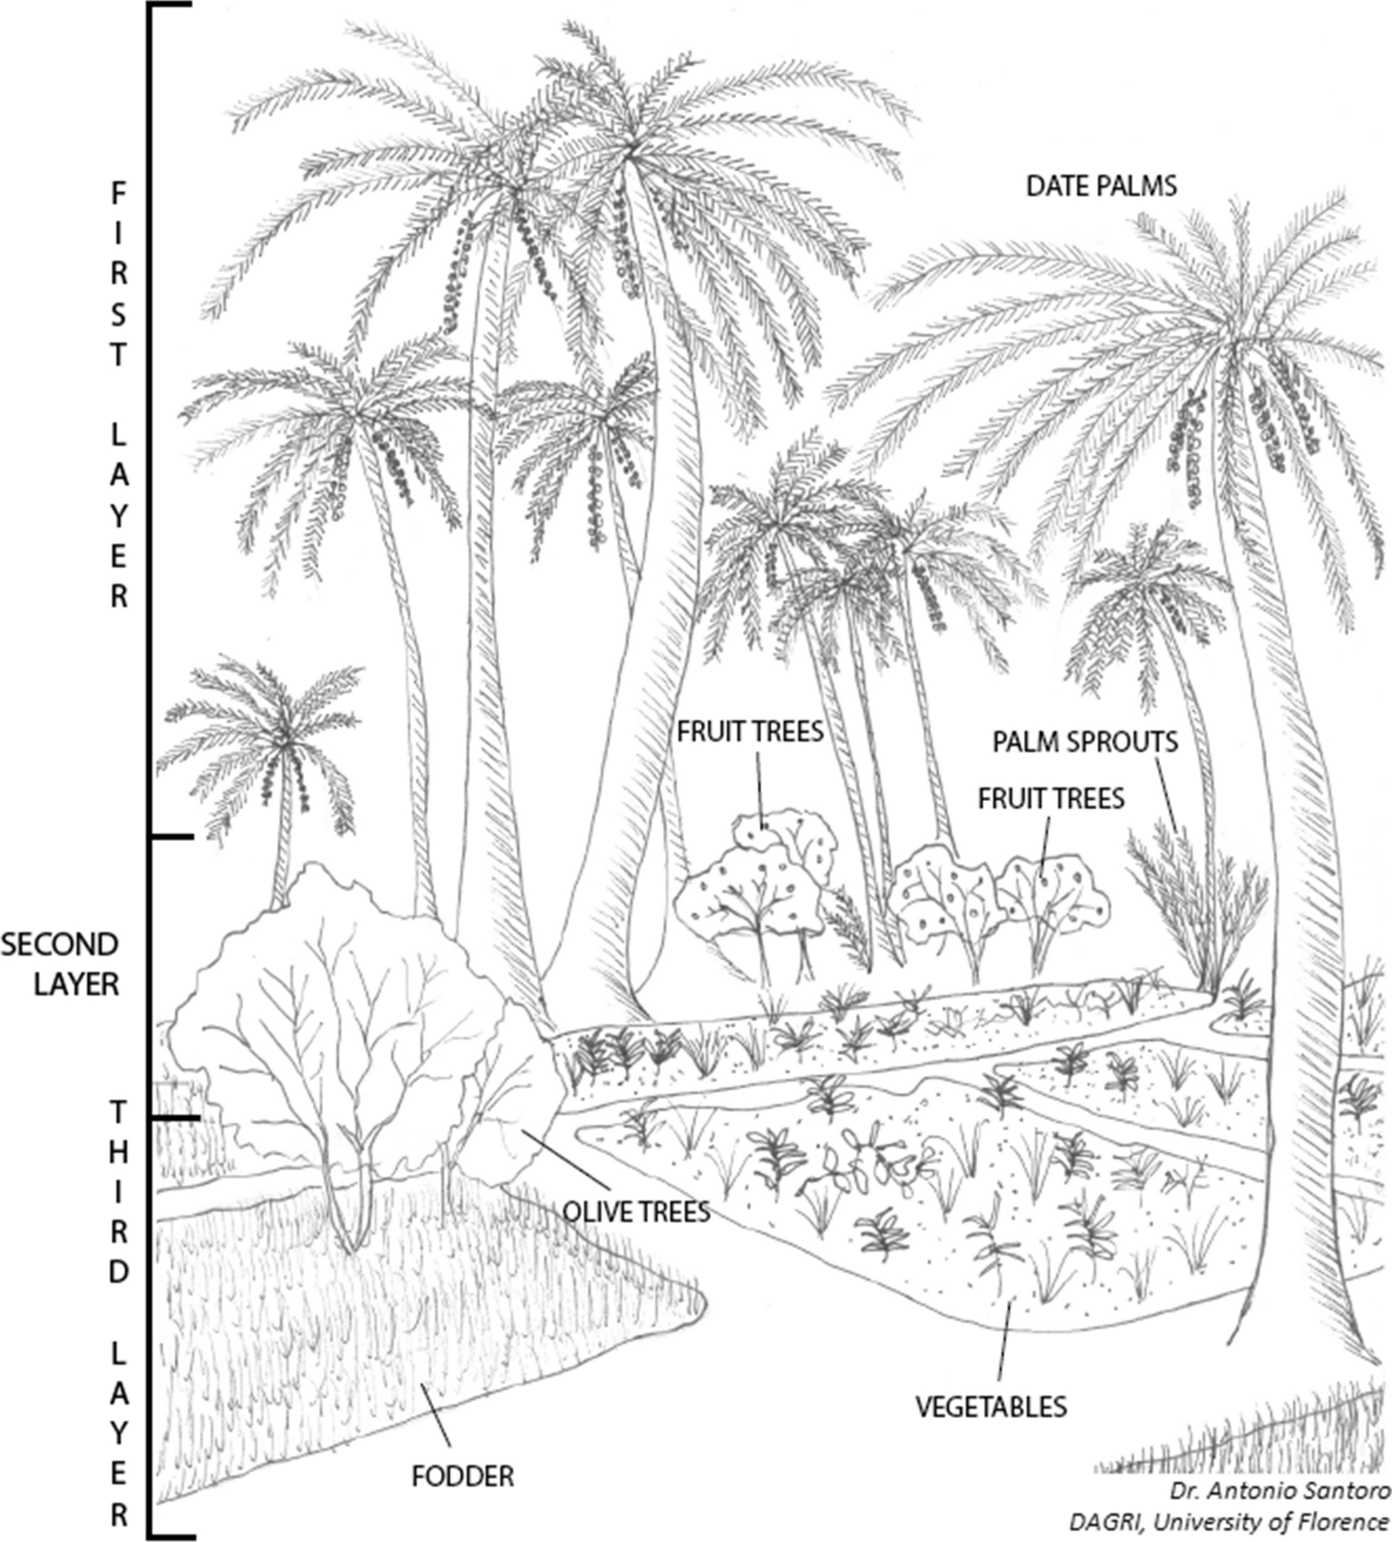 FIRST LAYER
DATE PALMS
FRUIT TREES
PALM SPROUTS
FRUIT TREES
SECOND
LAYER
THIRD LAYER
OLIVE TREES
VEGETABLES
FODDER
Dr. Antonio Santoro
DAGRI, University of Florence